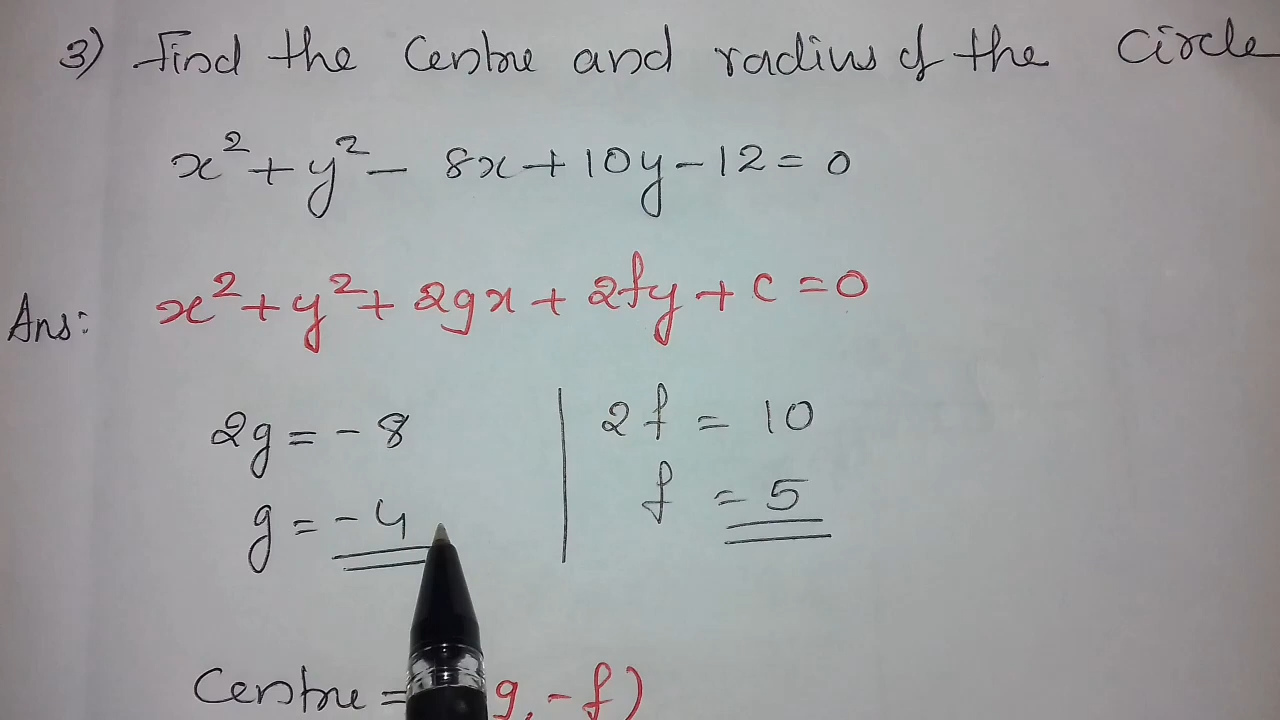 3) Find the Centre and radius of the Circle
x² + y² - 8x + 10y - 12 = 0
Ans: x² + y² + 2gx + 2fy + c = 0
2g = -8
g = -4
2f = 10
f = 5
Centre = g, -f)